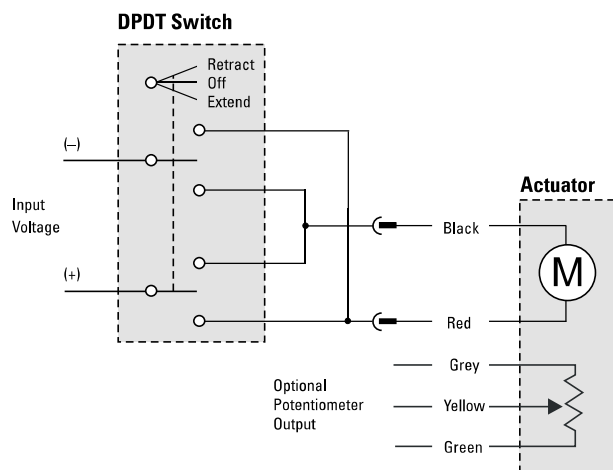 DPDT Switch
Retract
Off
Extend
(–)
Input
Voltage
(+)
Actuator
Black
M
Red
Grey
Optional
Potentiometer
Output
Yellow
Green